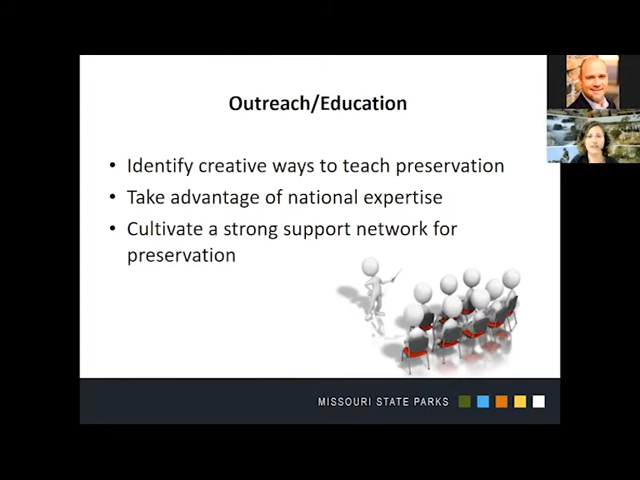 Outreach/Education
• Identify creative ways to teach preservation
• Take advantage of national expertise
• Cultivate a strong support network for
preservation
MISSOURI STATE PARKS